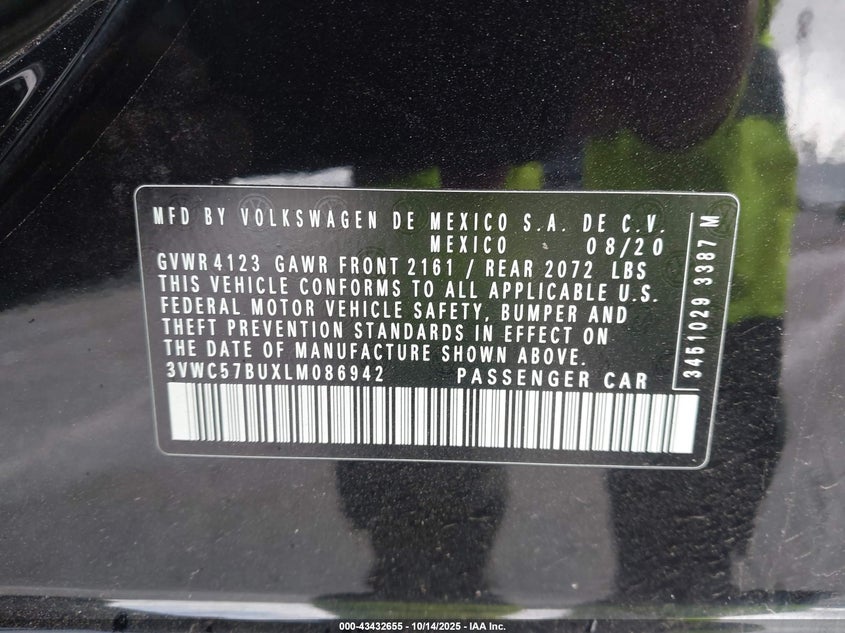 MFD BY VOLKSWAGEN DE MEXICO S.A. DE C.V.
MEXICO 08/20
GVWR 4123 GAWR FRONT 2161 / REAR 2072 LBS
THIS VEHICLE CONFORMS TO ALL APPLICABLE U.S.
FEDERAL MOTOR VEHICLE SAFETY, BUMPER AND
THEFT PREVENTION STANDARDS IN EFFECT ON
THE DATE OF MANUFACTURE SHOWN ABOVE.
3VWC57BUXLM086942 PASSENGER CAR
3451029 3387 M
000-43432655 - 10/14/2025 - IAA Inc.